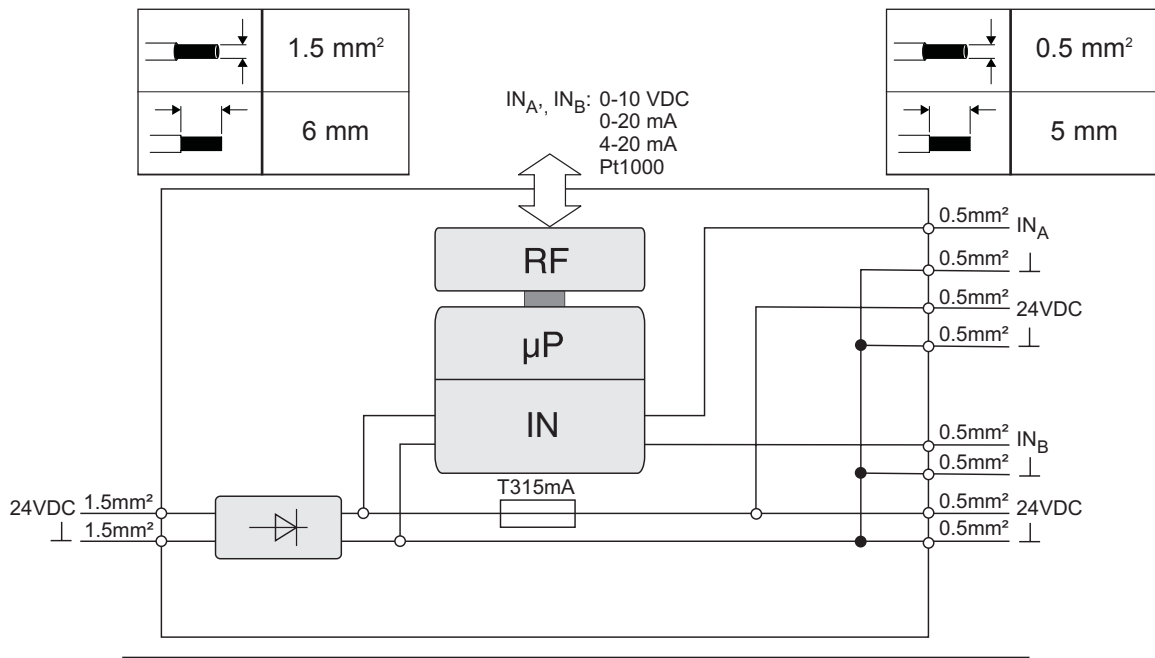 1.5 mm²
6 mm
IN_A,, IN_B: 0-10 VDC
0-20 mA
4-20 mA
Pt1000
0.5 mm²
5 mm
RF
µP
IN
T315mA
24VDC 1.5mm²
⊥ 1.5mm²
0.5mm² IN_A
0.5mm² ⊥
0.5mm² 24VDC
0.5mm² ⊥
0.5mm² IN_B
0.5mm² ⊥
0.5mm² 24VDC
0.5mm² ⊥